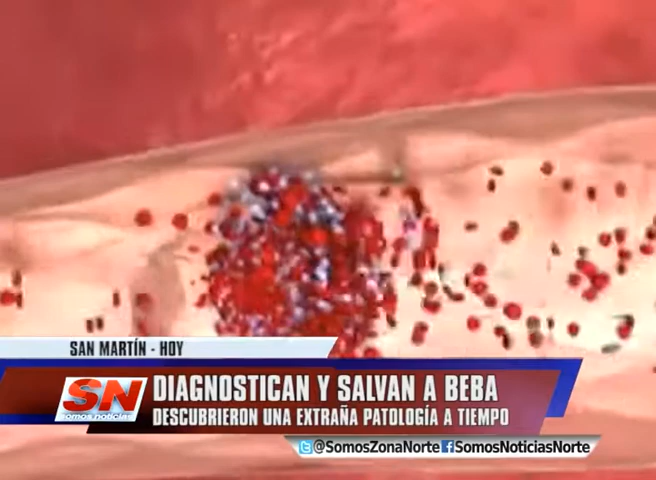 SAN MARTÍN - HOY
SN
somos noticias
DIAGNOSTICAN Y SALVAN A BEBA
DESCUBRIERON UNA EXTRAÑA PATOLOGÍA A TIEMPO
@SomosZonaNorte f SomosNoticiasNorte